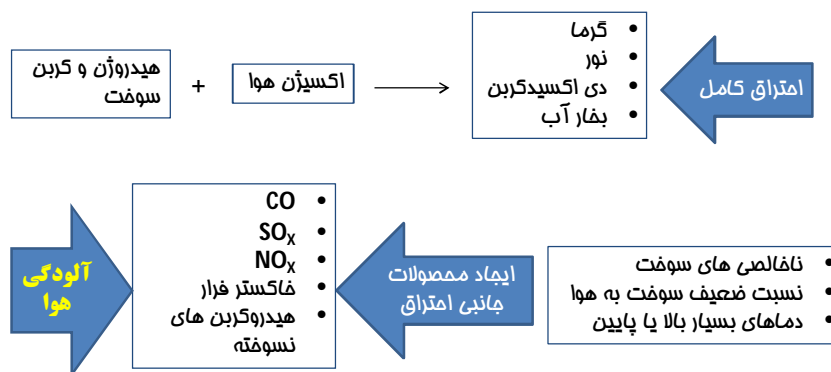 هیدروژن و کربن
سوخت
+
اکسیژن هوا
• گرما
• نور
• دی اکسیدکربن
• بخار آب
احتراق کامل
آلودگی
هوا
• CO
• SOX
• NOX
• خاکستر فرار
• هیدروکربن های
نسوخته
ایجاد محصولات
جانبی احتراق
• ناخالصی های سوخت
• نسبت ضعیف سوخت به هوا
• دماهای بسیار بالا یا پایین